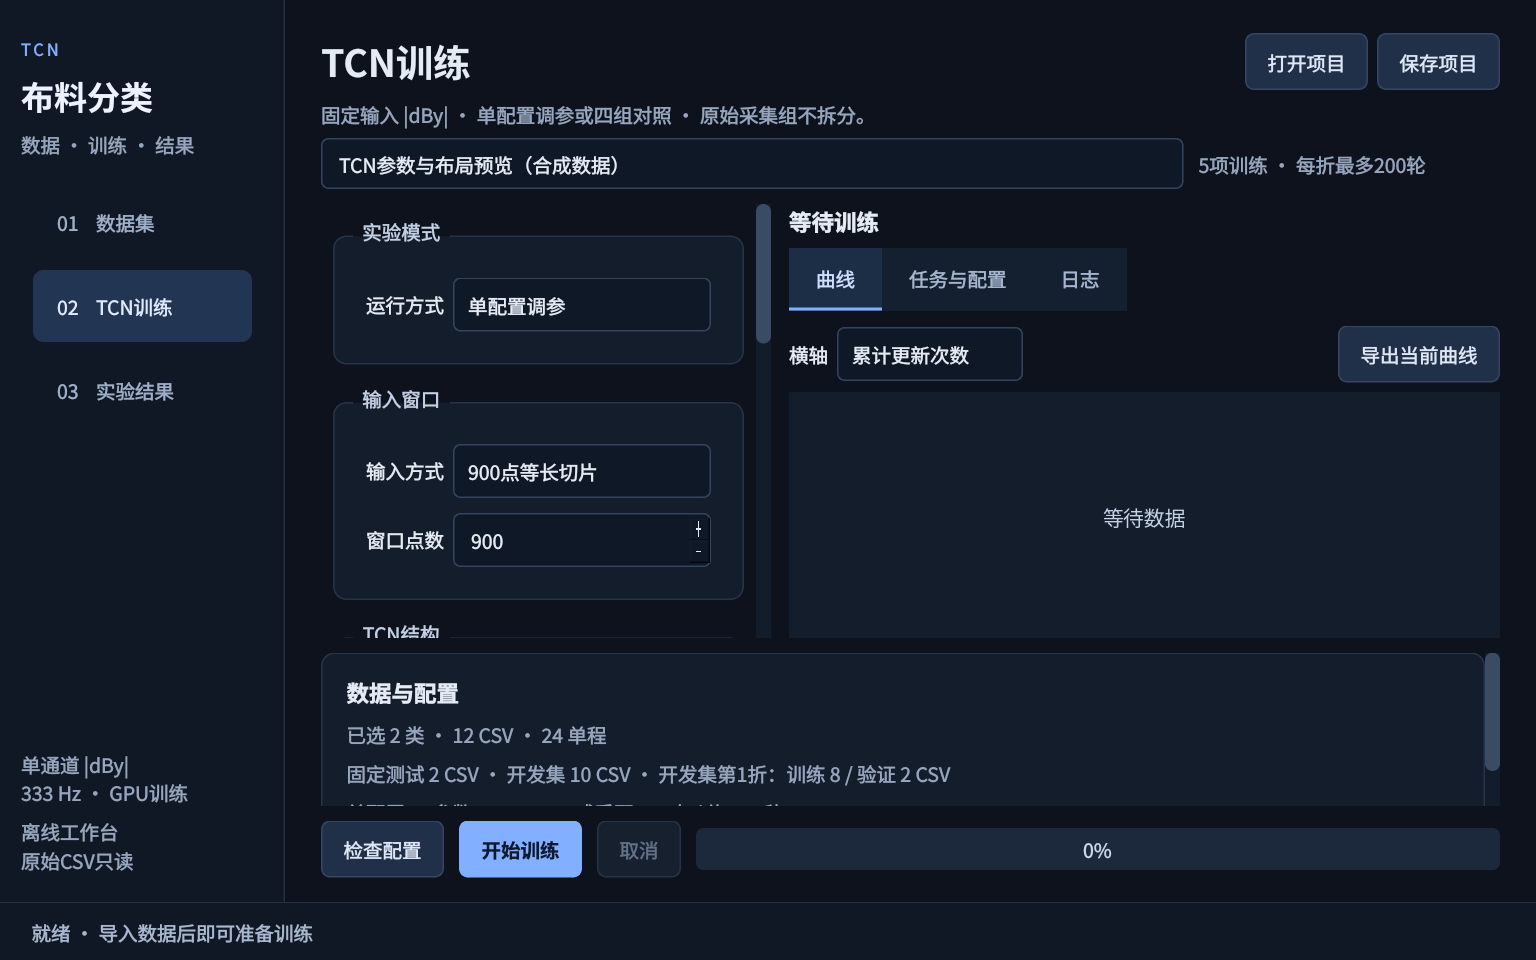 TCN
布料分类
数据 • 训练 • 结果
01 数据集
02 TCN训练
03 实验结果
单通道 |dBy|
333 Hz • GPU训练
离线工作台
原始CSV只读
TCN训练
打开项目
保存项目
固定输入 |dBy| • 单配置调参或四组对照 • 原始采集组不拆分。
TCN参数与布局预览（合成数据）
5项训练 • 每折最多200轮
实验模式
运行方式 单配置调参
输入窗口
输入方式 900点等长切片
窗口点数 900
+
-
TCN结构
等待训练
曲线 任务与配置 日志
横轴 累计更新次数
导出当前曲线
等待数据
数据与配置
已选 2 类 • 12 CSV • 24 单程
固定测试 2 CSV • 开发集 10 CSV • 开发集第1折：训练 8 / 验证 2 CSV
检查配置
开始训练
取消
0%
就绪 • 导入数据后即可准备训练